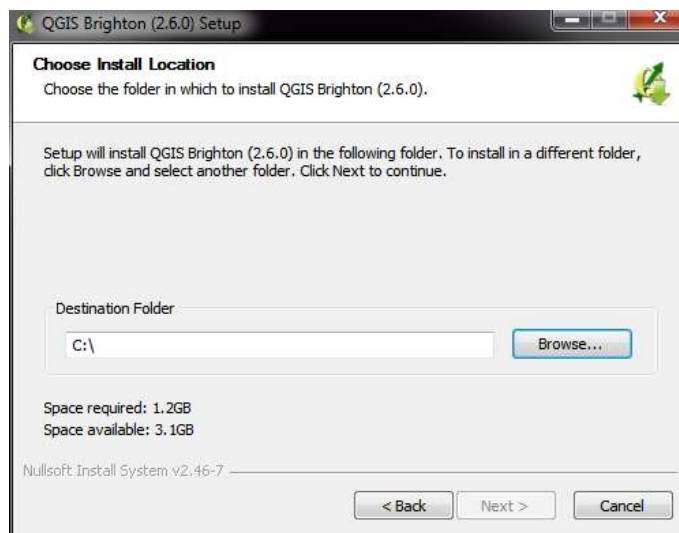 QGIS Brighton (2.6.0) Setup
Choose Install Location
Choose the folder in which to install QGIS Brighton (2.6.0).
Setup will install QGIS Brighton (2.6.0) in the following folder. To install in a different folder,
click Browse and select another folder. Click Next to continue.
Destination Folder
C:\
Browse...
Space required: 1.2GB
Space available: 3.1GB
Nullsoft Install System v2.46-7
< Back
Next >
Cancel